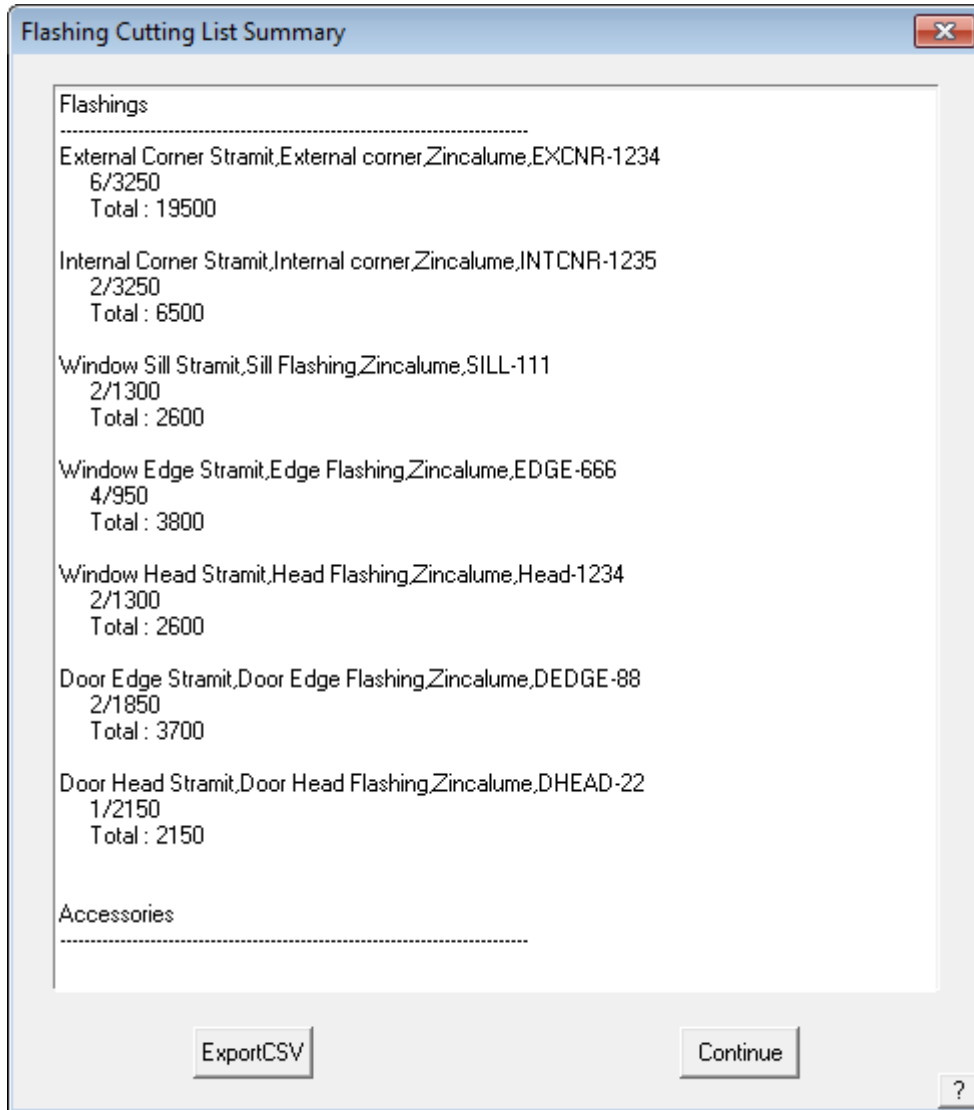 Flashing Cutting List Summary
Flashings
------------------------------------------------------------------------------
External Corner Stramit,External corner,Zincalume,EXCNR-1234
6/3250
Total : 19500
Internal Corner Stramit,Internal corner,Zincalume,INTCNR-1235
2/3250
Total : 6500
Window Sill Stramit,Sill Flashing,Zincalume,SILL-111
2/1300
Total : 2600
Window Edge Stramit,Edge Flashing,Zincalume,EDGE-666
4/950
Total : 3800
Window Head Stramit,Head Flashing,Zincalume,Head-1234
2/1300
Total : 2600
Door Edge Stramit,Door Edge Flashing,Zincalume,DEDGE-88
2/1850
Total : 3700
Door Head Stramit,Door Head Flashing,Zincalume,DHEAD-22
1/2150
Total : 2150
Accessories
------------------------------------------------------------------------------
ExportCSV
Continue
?